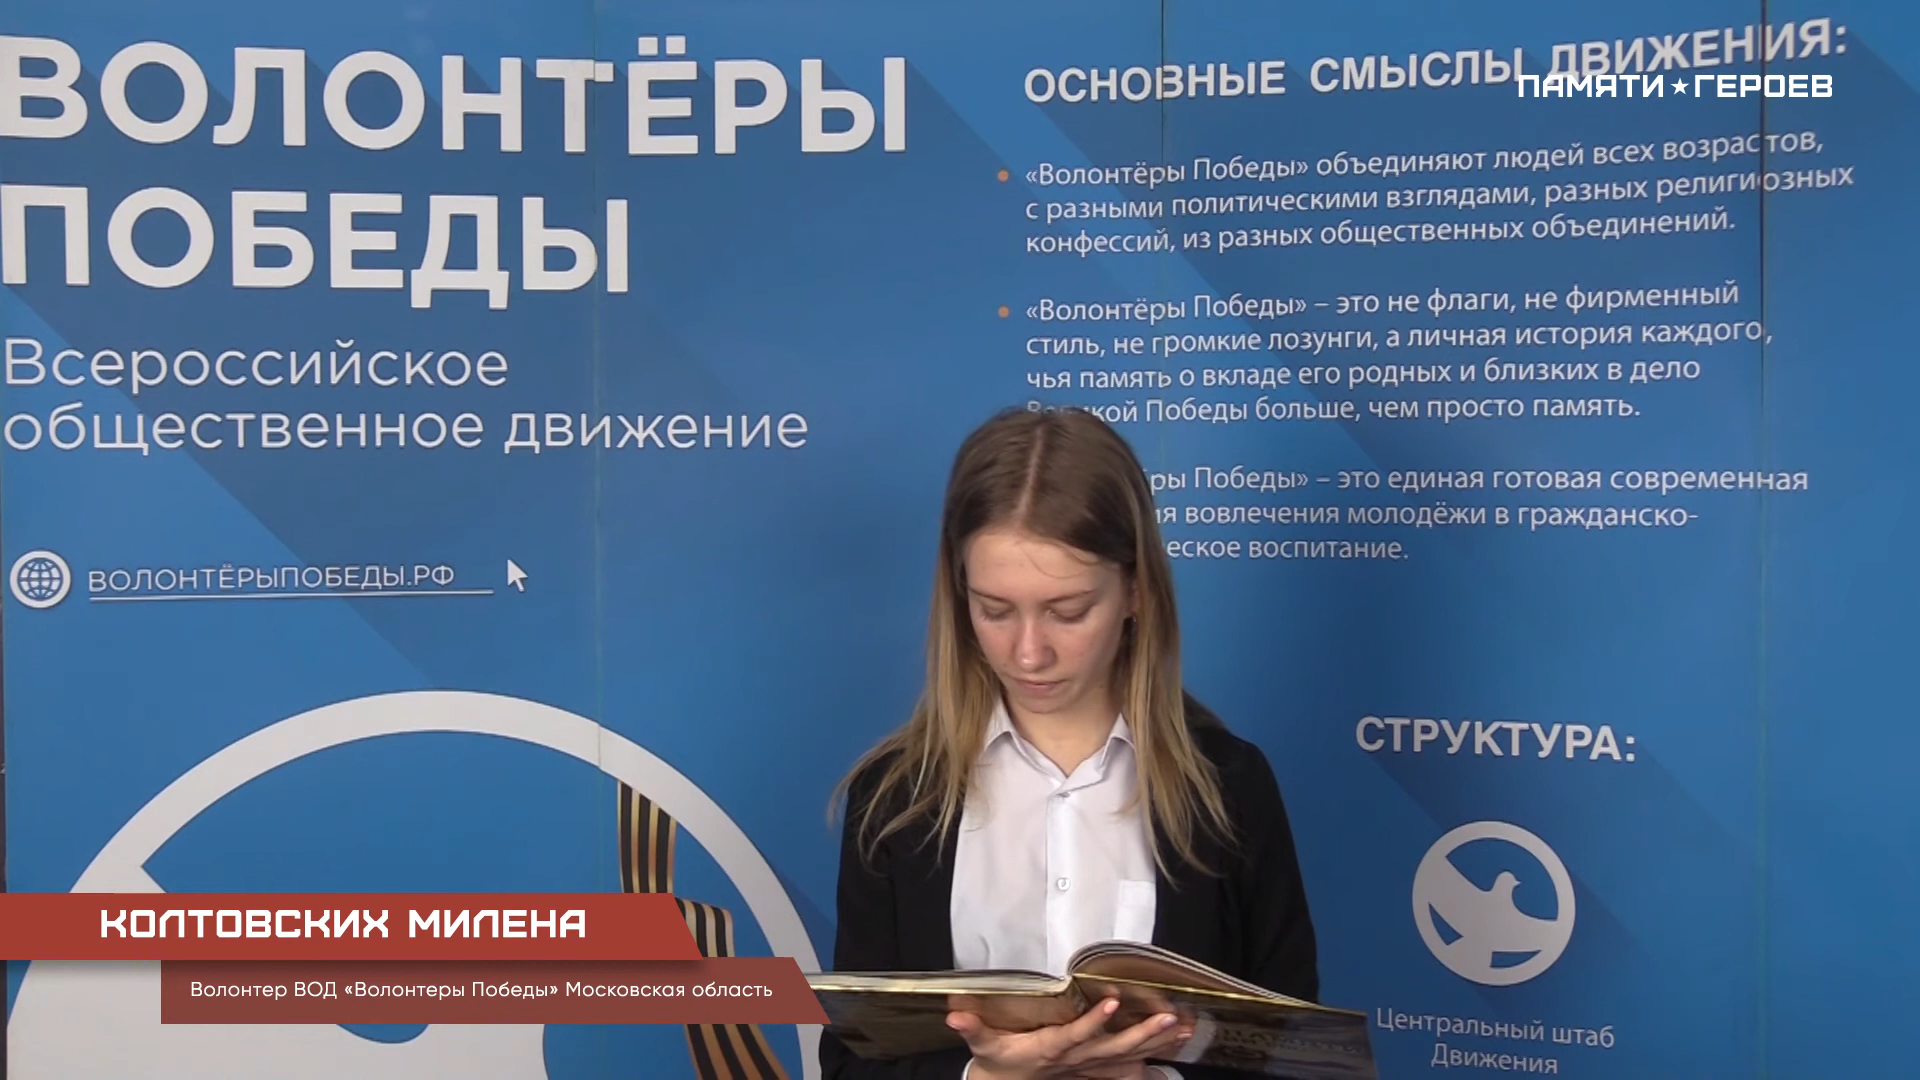 ВОЛОНТЁРЫ
ПОБЕДЫ
Всероссийское
общественное движение
ВОЛОНТЁРЫПОБЕДЫ.РФ
ОСНОВНЫЕ СМЫСЛЫ ДВИЖЕНИЯ:
ПАМЯТИ★ГЕРОЕВ
• «Волонтёры Победы» объединяют людей всех возрастов,
с разными политическими взглядами, разных религиозных
конфессий, из разных общественных объединений.
• «Волонтёры Победы» – это не флаги, не фирменный
стиль, не громкие лозунги, а личная история каждого,
чья память о вкладе его родных и близких в дело
Великой Победы больше, чем просто память.
ры Победы» – это единая готовая современная
ия вовлечения молодёжи в гражданско-
еское воспитание.
СТРУКТУРА:
Центральный штаб
Движения
КОЛТОВСКИХ МИЛЕНА
Волонтер ВОД «Волонтеры Победы» Московская область